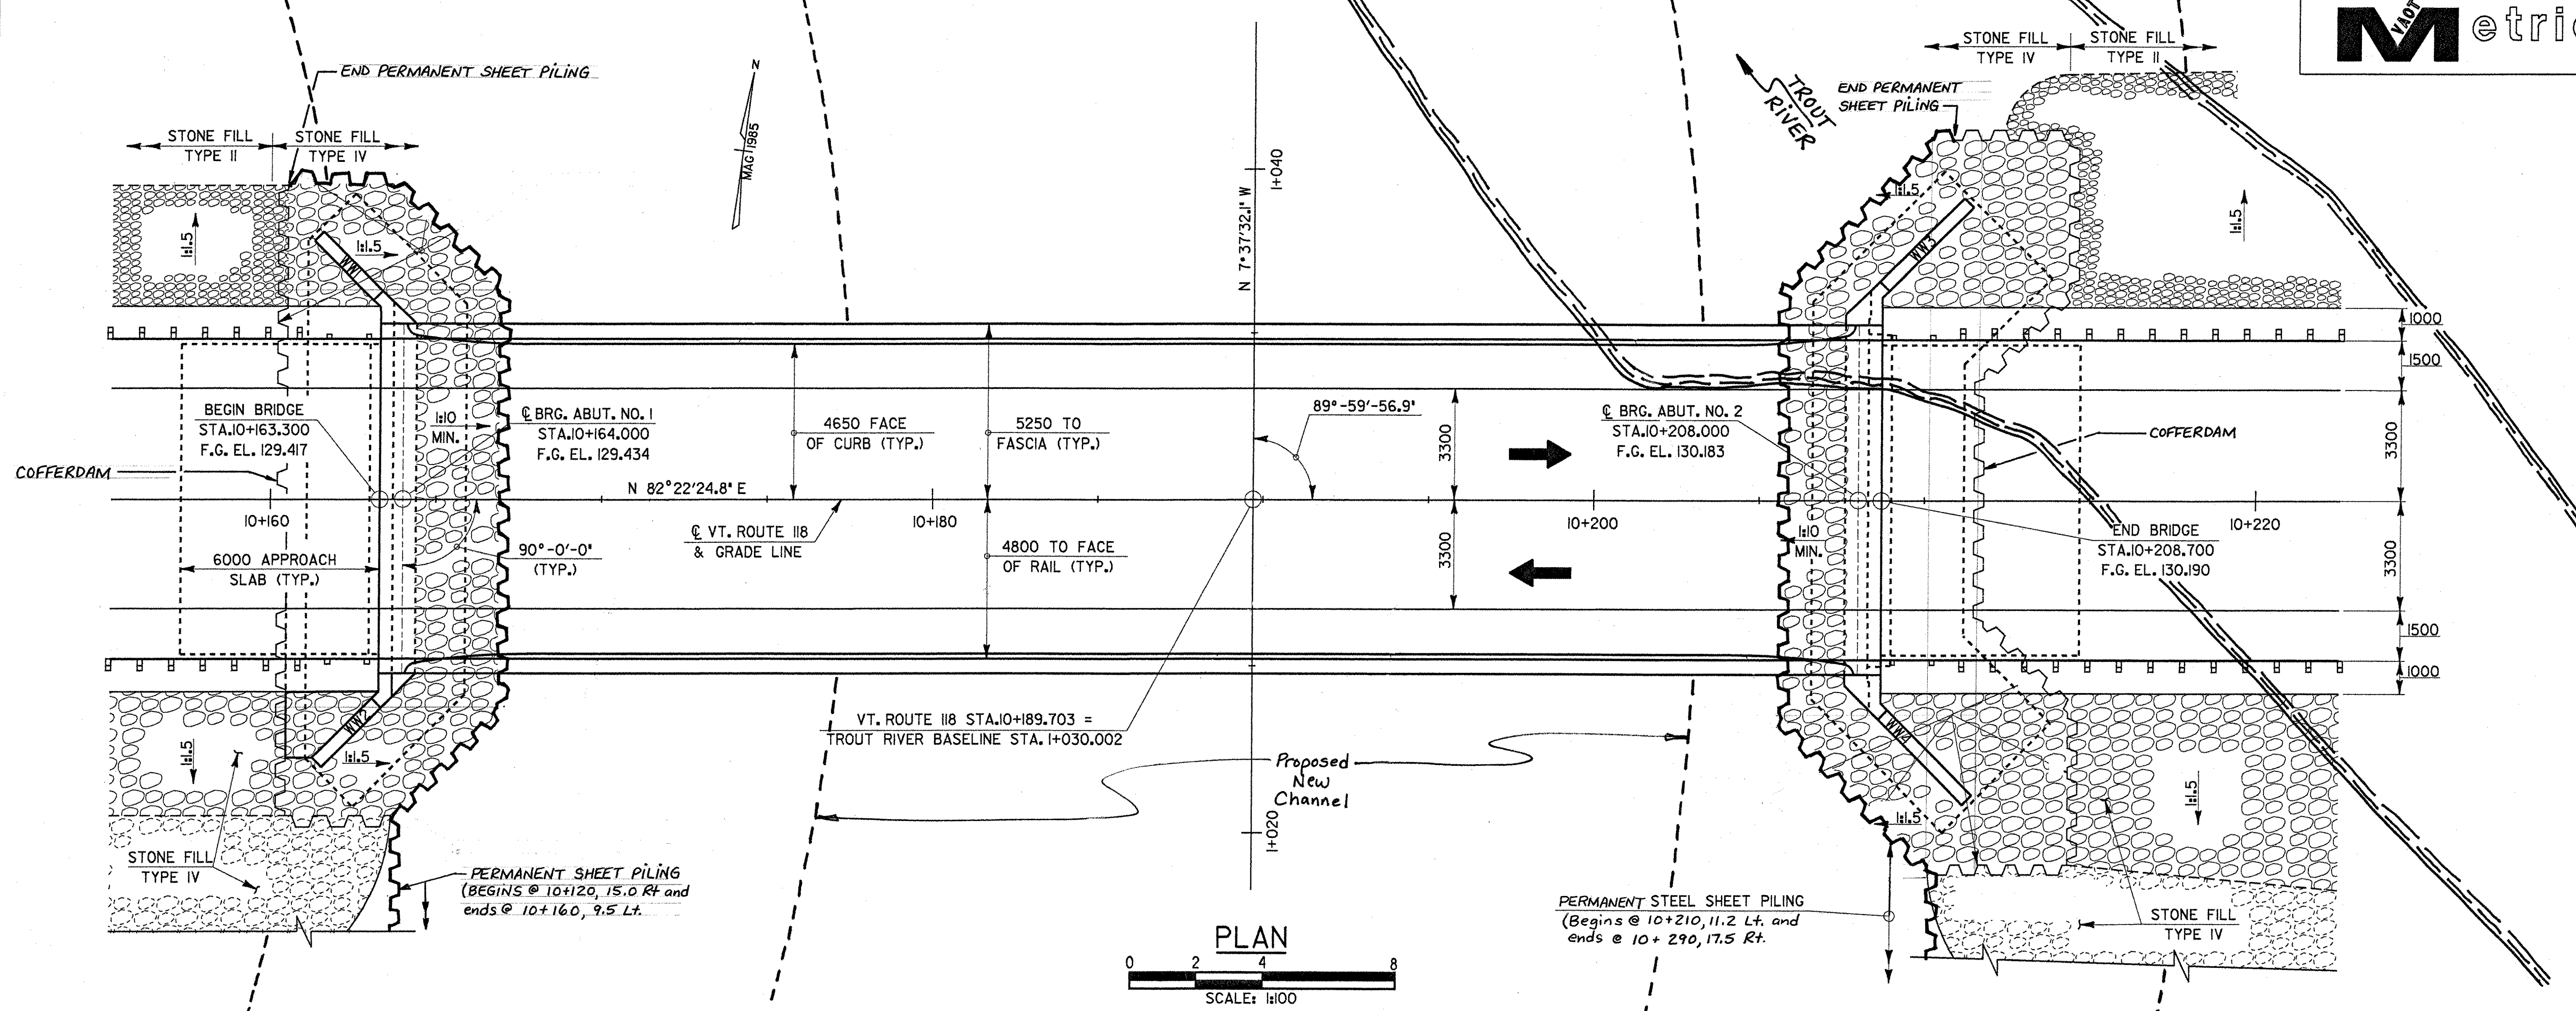 VAOT
Metric
STONE FILL
TYPE IV
STONE FILL
TYPE II
END PERMANENT SHEET PILING
N
MAG 1985
TROUT
RIVER
END PERMANENT
SHEET PILING
STONE FILL
TYPE II
STONE FILL
TYPE IV
1+040
N 7°37'32.1" W
1:1.5
1:1.5
1:1.5
1:1.5
WW1
WW3
1000
1500
3300
3300
1500
1000
BEGIN BRIDGE
STA.10+163.300
F.G. EL. 129.417
1:10
MIN.
℄ BRG. ABUT. NO. 1
STA.10+164.000
F.G. EL. 129.434
4650 FACE
OF CURB (TYP.)
5250 TO
FASCIA (TYP.)
89°-59'-56.9"
3300
℄ BRG. ABUT. NO. 2
STA.10+208.000
F.G. EL. 130.183
COFFERDAM
COFFERDAM
N 82°22'24.8" E
10+160
10+180
10+200
10+220
℄ VT. ROUTE 118
& GRADE LINE
90°-0'-0"
(TYP.)
6000 APPROACH
SLAB (TYP.)
4800 TO FACE
OF RAIL (TYP.)
3300
1:10
MIN.
END BRIDGE
STA.10+208.700
F.G. EL. 130.190
WW2
WW4
1:1.5
1:1.5
1:1.5
1:1.5
VT. ROUTE 118 STA.10+189.703 =
TROUT RIVER BASELINE STA. 1+030.002
Proposed
New
Channel
1+020
STONE FILL
TYPE IV
PERMANENT SHEET PILING
(BEGINS @ 10+120, 15.0 Rt and
ends @ 10+160, 9.5 Lt.
PERMANENT STEEL SHEET PILING
(Begins @ 10+210, 11.2 Lt. and
ends @ 10+290, 17.5 Rt.
STONE FILL
TYPE IV
PLAN
0 2 4 8
SCALE: 1:100